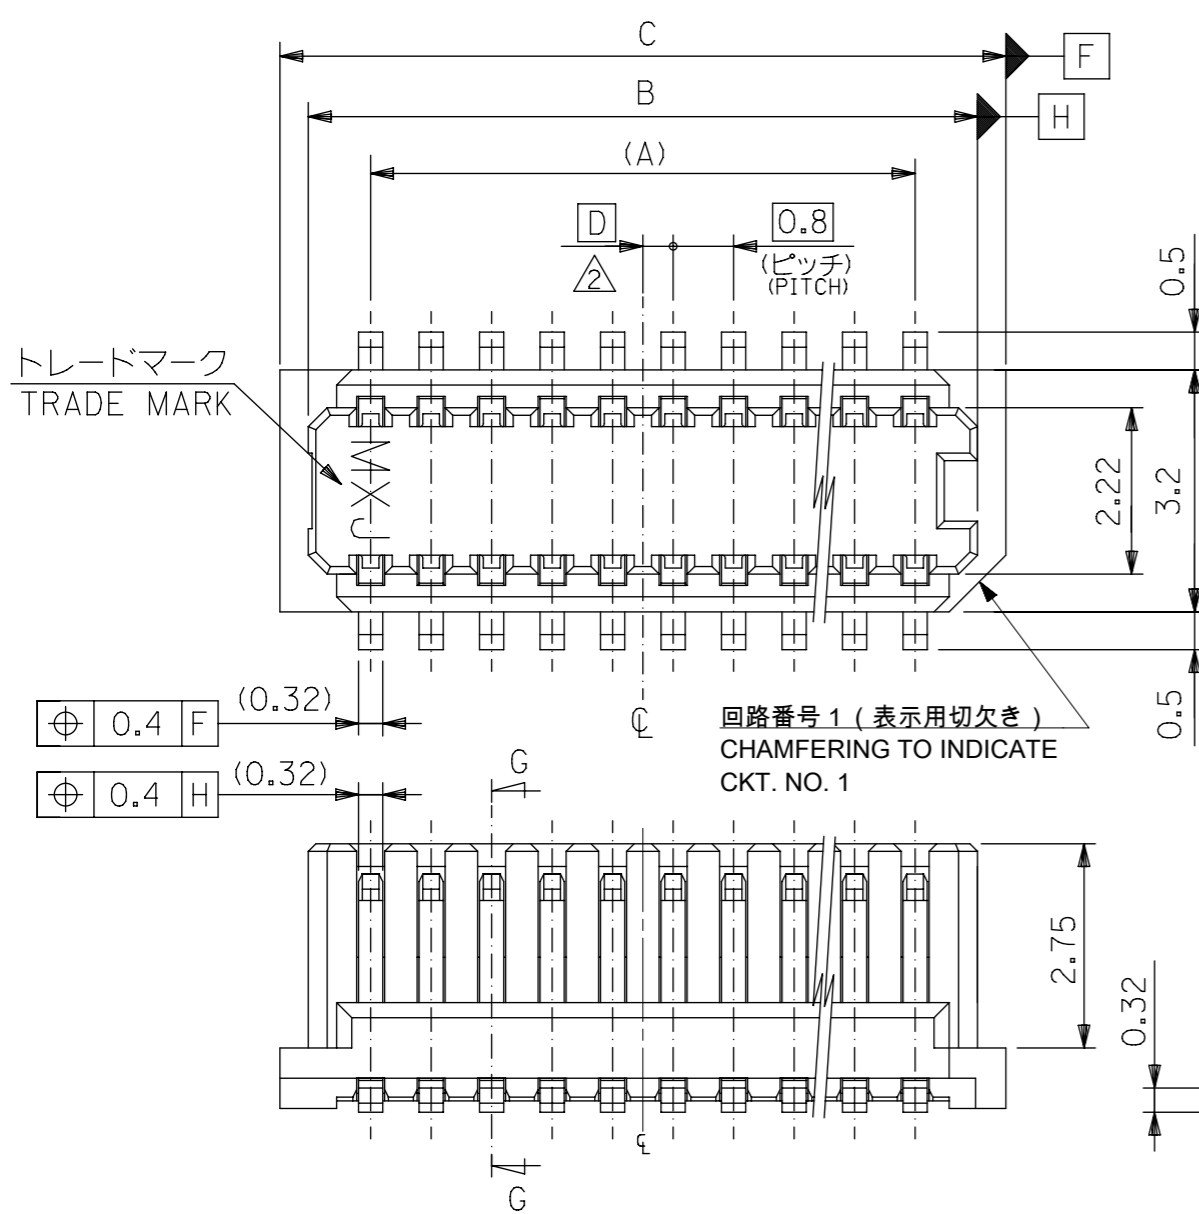 C
F
B
H
(A)
D
0.8
2
(ピッチ)
(PITCH)
0.5
トレードマーク
TRADE MARK
MXJ
2.22
3.2
0.4 F
(0.32)
℄
回路番号 1 ( 表示用切欠き )
CHAMFERING TO INDICATE
CKT. NO. 1
0.5
0.4 H
(0.32)
G
2.75
0.32
℄
G